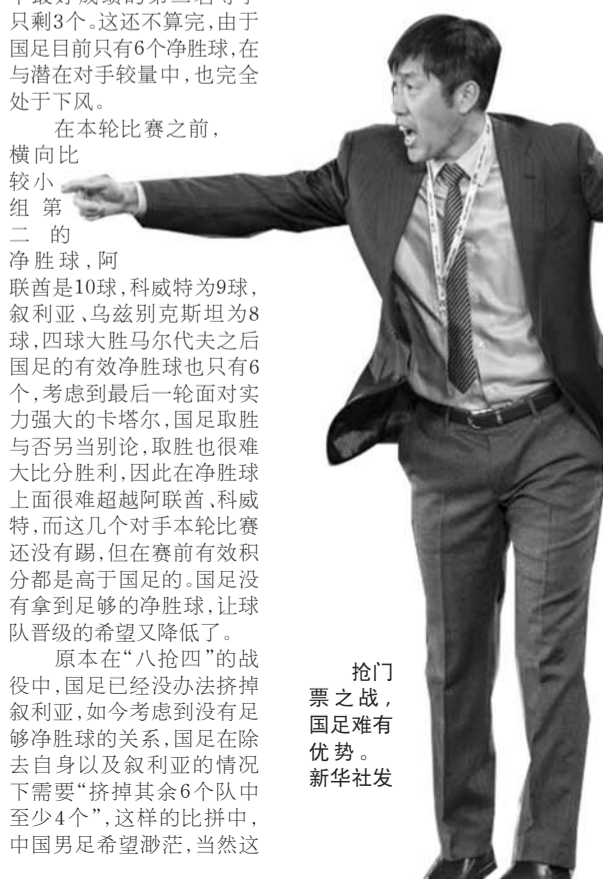 年最好成绩的第二名等于
只剩3个。这还不算完，由于
国足目前只有6个净胜球，在
与潜在对手较量中，也完全
处于下风。
在本轮比赛之前，
横向比
较小
组第
二的
净胜球，阿
联酋是10球，科威特为9球，
叙利亚、乌兹别克斯坦为8
球，四球大胜马尔代夫之后
国足的有效净胜球也只有6
个，考虑到最后一轮面对实
力强大的卡塔尔，国足取胜
与否另当别论，取胜也很难
大比分胜利，因此在净胜球
上面很难超越阿联酋、科威
特，而这几个对手本轮比赛
还没有踢，但在赛前有效积
分都是高于国足的。国足没
有拿到足够的净胜球，让球
队晋级的希望又降低了。
原本在“八抢四”的战
役中，国足已经没办法挤掉
叙利亚，如今考虑到没有足
够净胜球的关系，国足在除
去自身以及叙利亚的情况
下需要“挤掉其余6个队中
至少4个”，这样的比拼中，
中国男足希望渺茫，当然这
抢门
票之战，
国足难有
优势。
新华社发